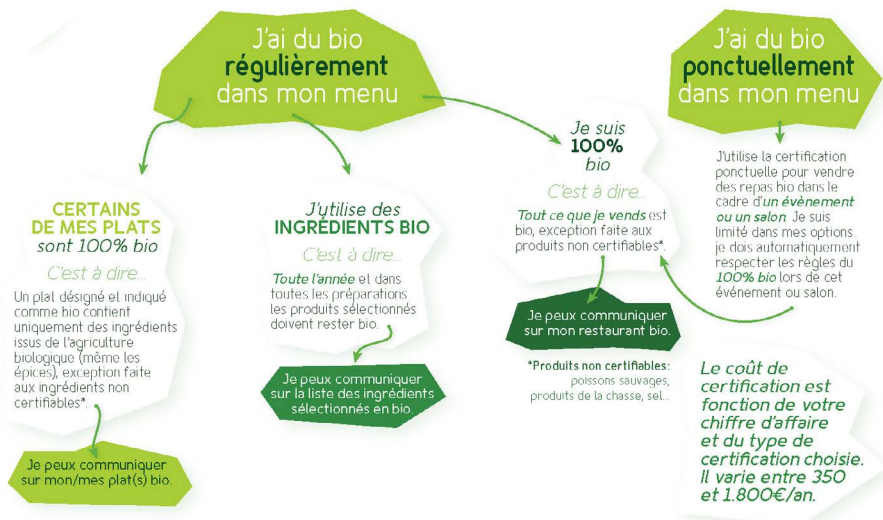 J'ai du bio
régulièrement
dans mon menu
J'ai du bio
ponctuellement
dans mon menu
CERTAINS
DE MES PLATS
sont 100% bio
C'est à dire...
Un plat désigné et indiqué
comme bio contient
uniquement des ingrédients
issus de l'agriculture
biologique (même les
épices), exception faite
aux ingrédients non
certifiables*.
Je peux communiquer
sur mon/mes plat(s) bio.
J'utilise des
INGRÉDIENTS BIO
C'est à dire...
Toute l'année et dans
toutes les préparations
les produits sélectionnés
doivent rester bio.
Je peux communiquer
sur la liste des ingrédients
sélectionnés en bio
Je suis
100%
bio
C'est à dire...
Tout ce que je vends est
bio, exception faite aux
produits non certifiables*.
Je peux communiquer
sur mon restaurant bio.
*Produits non certifiables:
poissons sauvages,
produits de la chasse, sel...
J'utilise la certification
ponctuelle pour vendre
des repas bio dans le
cadre d'un évènement
ou un salon. Je suis
limité dans mes options,
je dois automatiquement
respecter les règles du
100% bio lors de cet
événement ou salon.
Le coût de
certification est
fonction de votre
chiffre d'affaire
et du type de
certification choisie.
Il varie entre 350
et 1.800€/an.